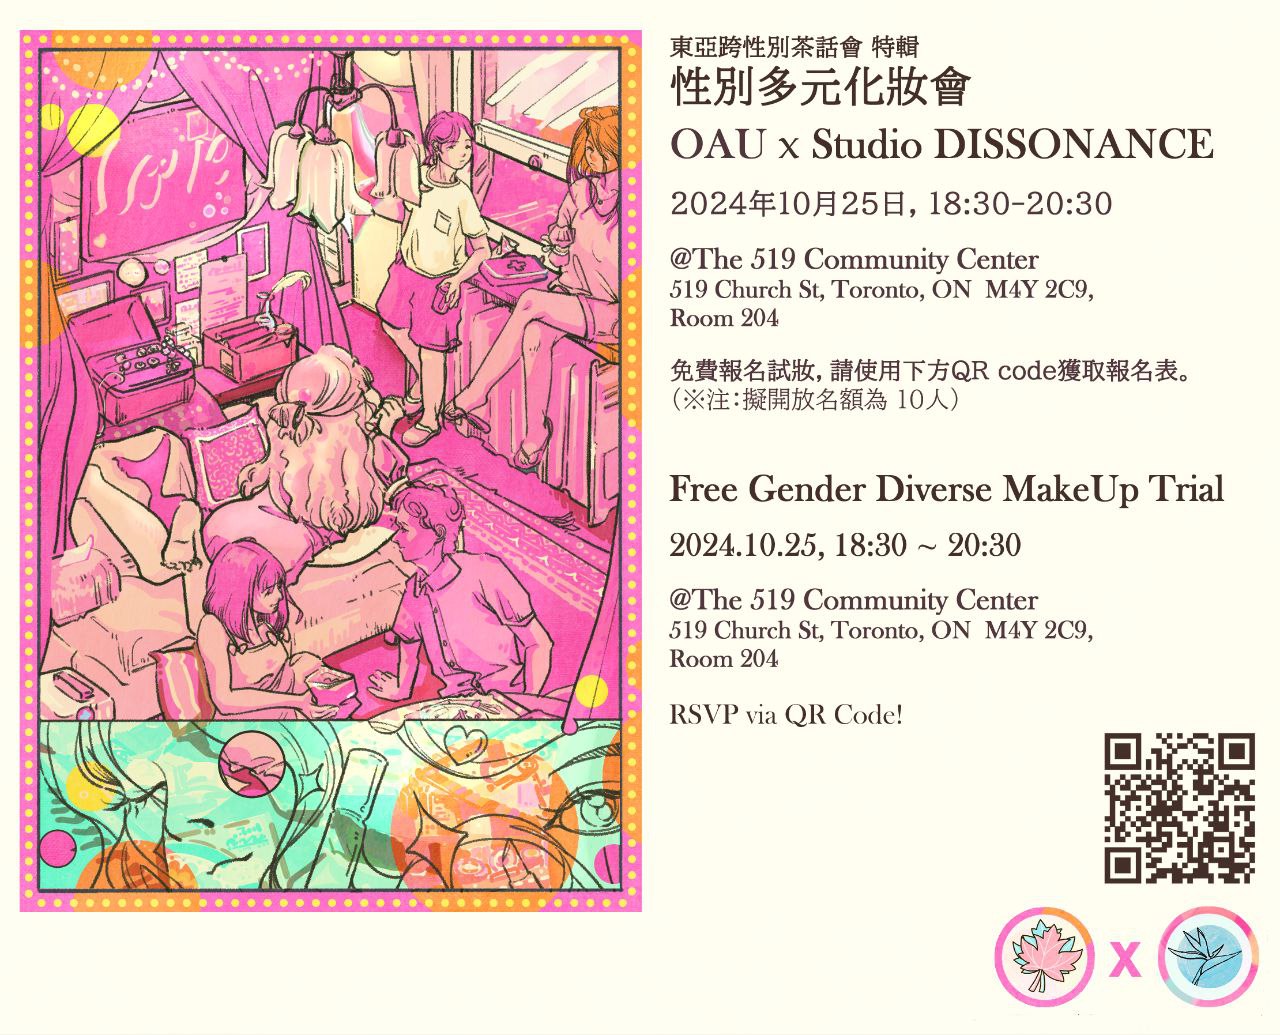 東亞跨性別茶話會 特輯
性別多元化妝會
OAU x Studio DISSONANCE
2024年10月25日, 18:30-20:30
@The 519 Community Center
519 Church St, Toronto, ON M4Y 2C9,
Room 204
免費報名試妝, 請使用下方QR code獲取報名表。
（※注：擬開放名額為 10人）
Free Gender Diverse MakeUp Trial
2024.10.25, 18:30 ~ 20:30
@The 519 Community Center
519 Church St, Toronto, ON M4Y 2C9,
Room 204
RSVP via QR Code!
X